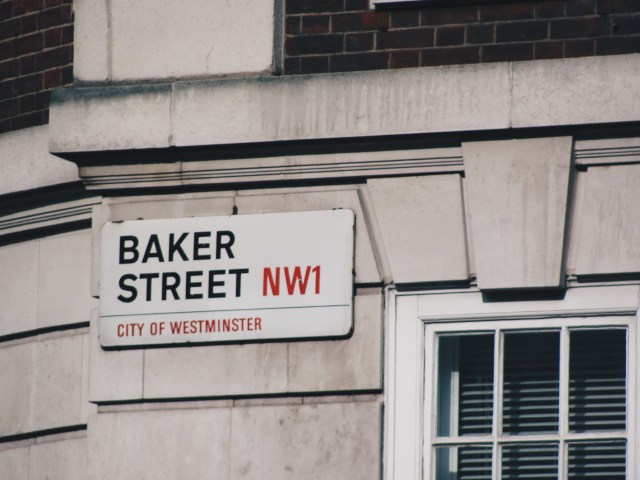 BAKER
STREET NW1
CITY OF WESTMINSTER